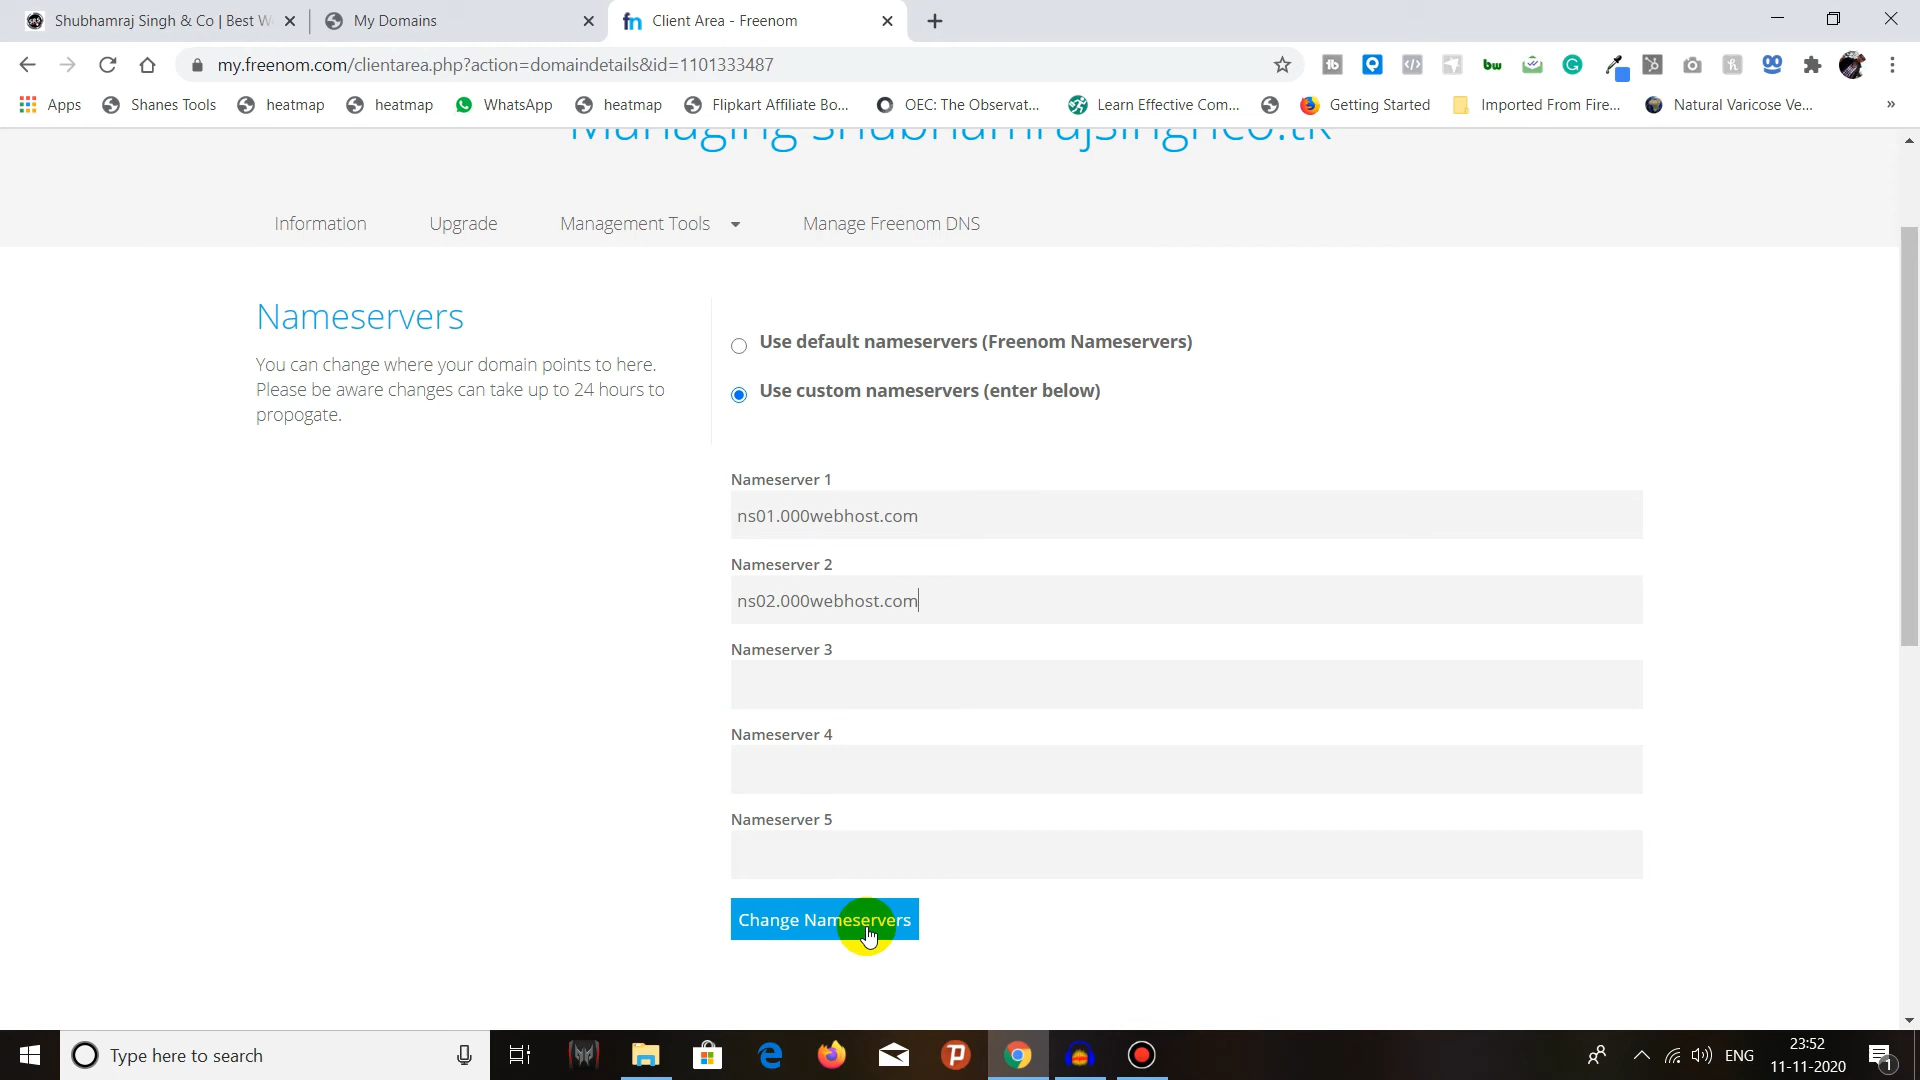 Shubhamraj Singh & Co | Best W
My Domains
Client Area - Freenom
my.freenom.com/clientarea.php?action=domaindetails&id=1101333487
Apps
Shanes Tools
heatmap
heatmap
WhatsApp
heatmap
Flipkart Affiliate Bo...
OEC: The Observat...
Learn Effective Com...
Getting Started
Imported From Fire...
Natural Varicose Ve...
»
Managing shubhamrajsinghco.tk
Information
Upgrade
Management Tools
Manage Freenom DNS
Nameservers
You can change where your domain points to here.
Please be aware changes can take up to 24 hours to
propogate.
Use default nameservers (Freenom Nameservers)
Use custom nameservers (enter below)
Nameserver 1
ns01.000webhost.com
Nameserver 2
ns02.000webhost.com
Nameserver 3
Nameserver 4
Nameserver 5
Change Nameservers
Type here to search
ENG
23:52
11-11-2020
1